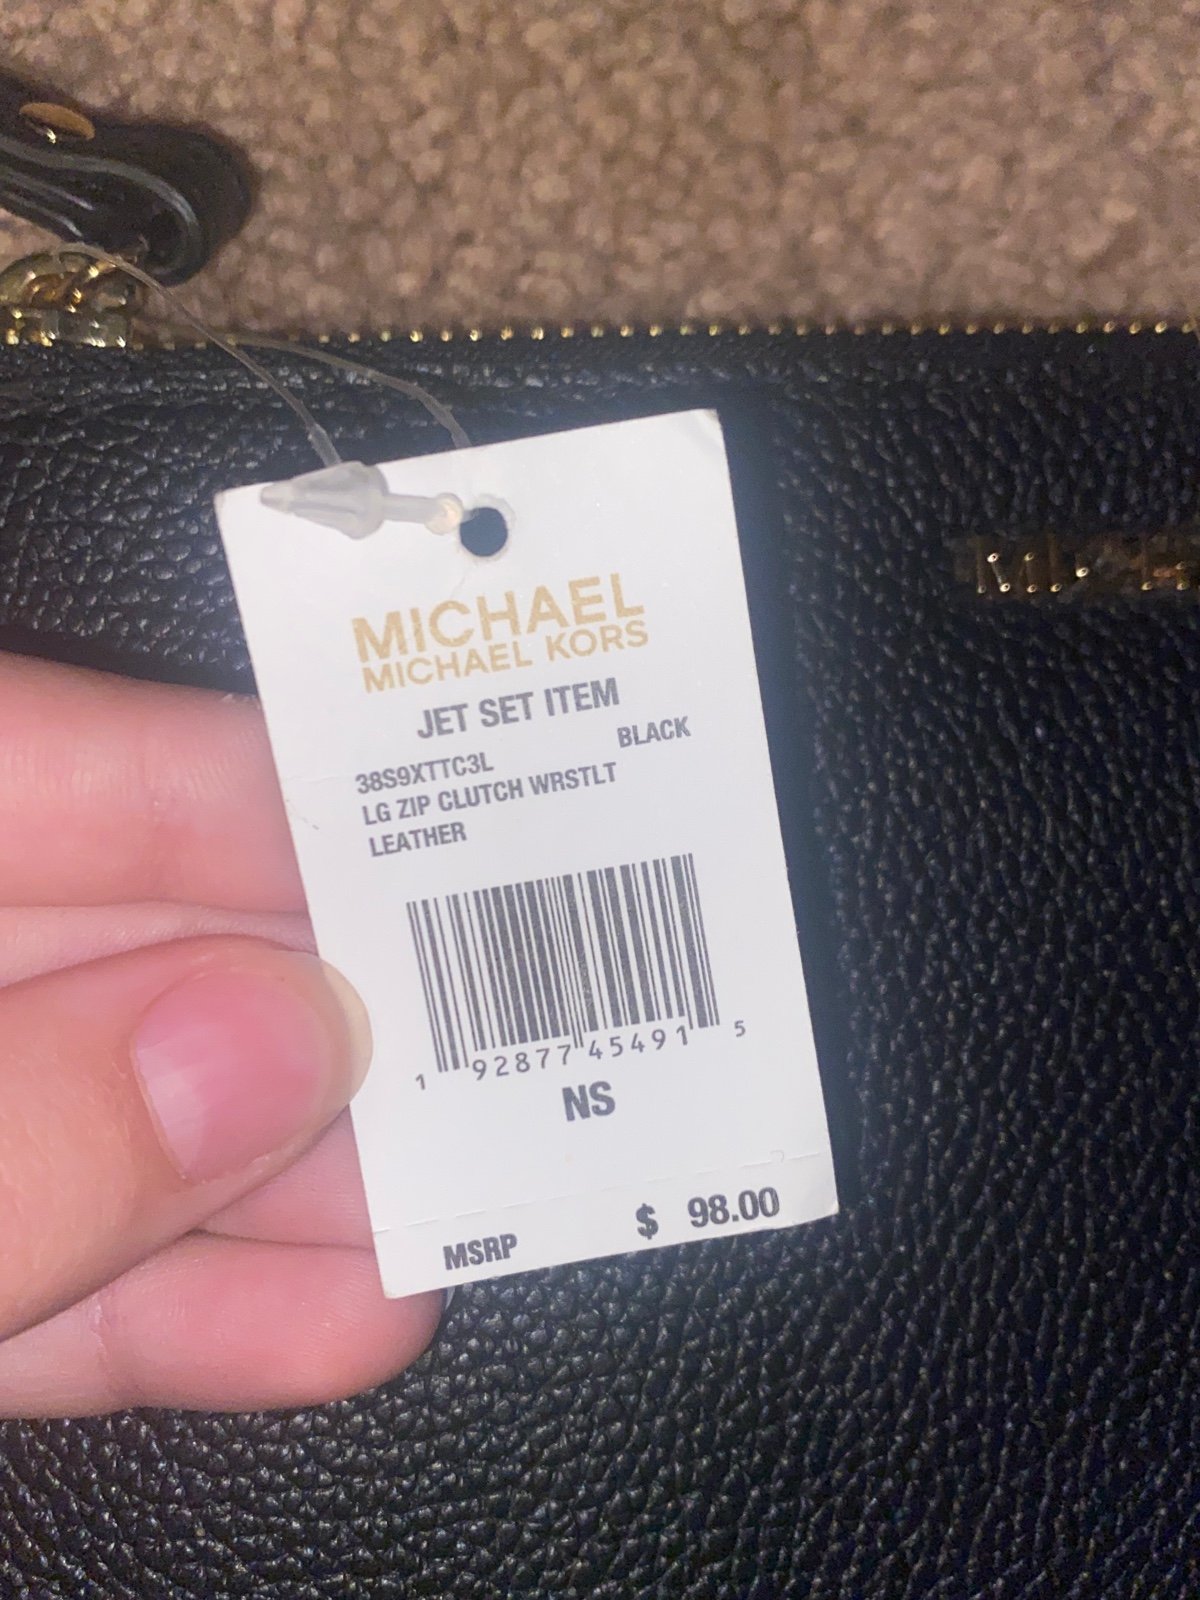 MICHAEL
MICHAEL KORS
JET SET ITEM
38S9XTTC3L BLACK
LG ZIP CLUTCH WRSTLT
LEATHER
1 92877 45491 5
NS
MSRP $ 98.00